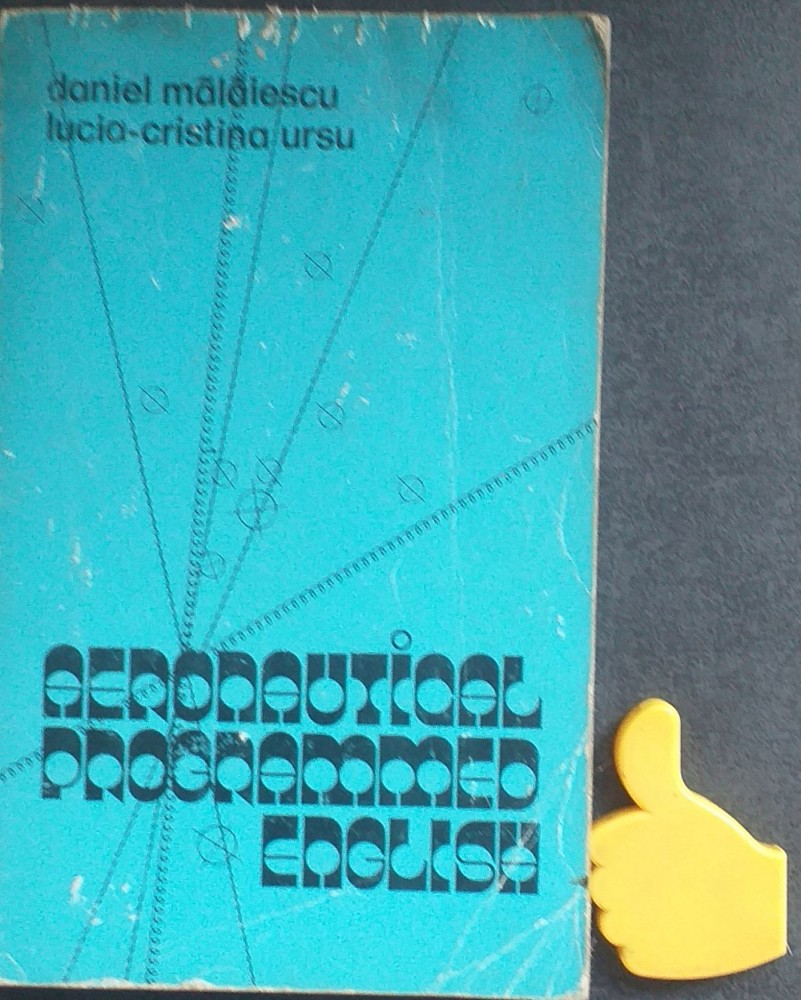 daniel mălăiescu
lucia-cristina ursu
AERONAUTICAL
PROGRAMMED
ENGLISH